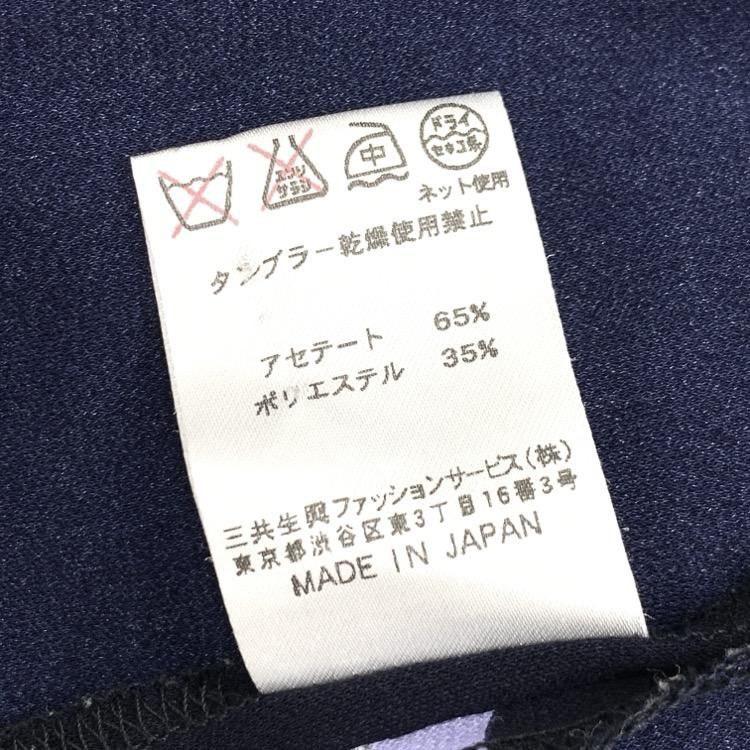 エンソ
サラシ
中
ドライ
セキユ系
ネット使用
タンブラー乾燥使用禁止
アセテート 65%
ポリエステル 35%
三共生興ファッションサービス(株)
東京都渋谷区東3丁目16番3号
MADE IN JAPAN